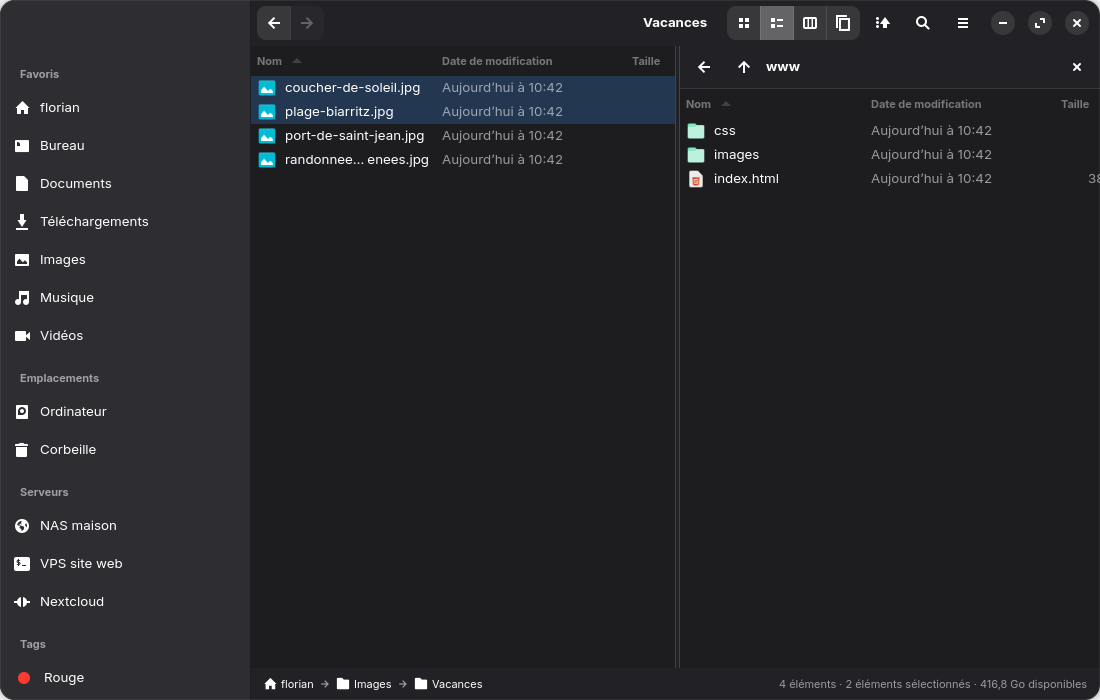 Vacances
Favoris
florian
Bureau
Documents
Téléchargements
Images
Musique
Vidéos
Emplacements
Ordinateur
Corbeille
Serveurs
NAS maison
VPS site web
Nextcloud
Tags
Rouge
Nom Date de modification Taille
coucher-de-soleil.jpg Aujourd’hui à 10:42
plage-biarritz.jpg Aujourd’hui à 10:42
port-de-saint-jean.jpg Aujourd’hui à 10:42
randonnee… enees.jpg Aujourd’hui à 10:42
www
Nom Date de modification Taille
css Aujourd’hui à 10:42
images Aujourd’hui à 10:42
index.html Aujourd’hui à 10:42
florian → Images → Vacances
4 éléments · 2 éléments sélectionnés · 416,8 Go disponibles